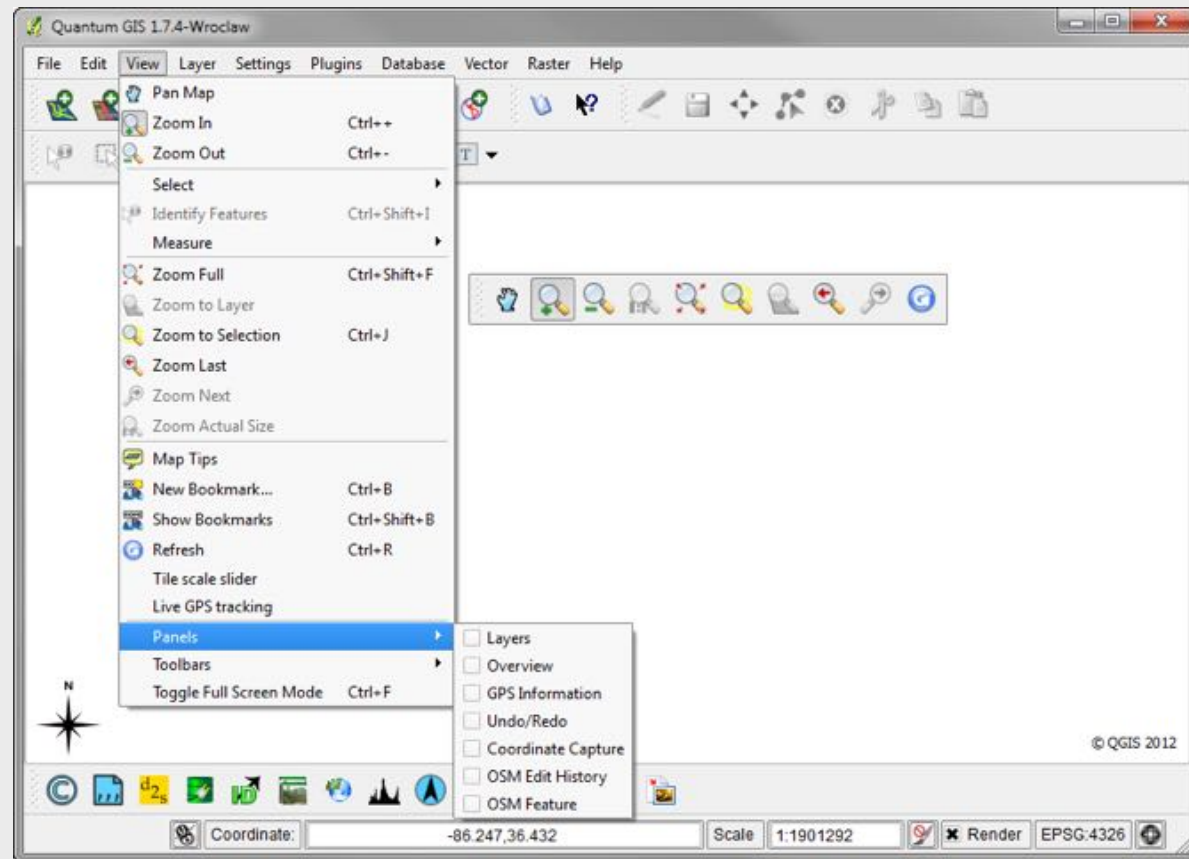 Quantum GIS 1.7.4-Wroclaw
File Edit View Layer Settings Plugins Database Vector Raster Help
Pan Map
Zoom In Ctrl++
Zoom Out Ctrl+-
T
Select
Identify Features Ctrl+Shift+I
Measure
Zoom Full Ctrl+Shift+F
Zoom to Layer
Zoom to Selection Ctrl+J
Zoom Last
Zoom Next
Zoom Actual Size
Map Tips
New Bookmark... Ctrl+B
Show Bookmarks Ctrl+Shift+B
Refresh Ctrl+R
Tile scale slider
Live GPS tracking
Panels
Toolbars
Toggle Full Screen Mode Ctrl+F
Layers
Overview
GPS Information
Undo/Redo
Coordinate Capture
OSM Edit History
OSM Feature
N
© QGIS 2012
© d2s
Coordinate: -86.247,36.432 Scale 1:1901292 Render EPSG:4326